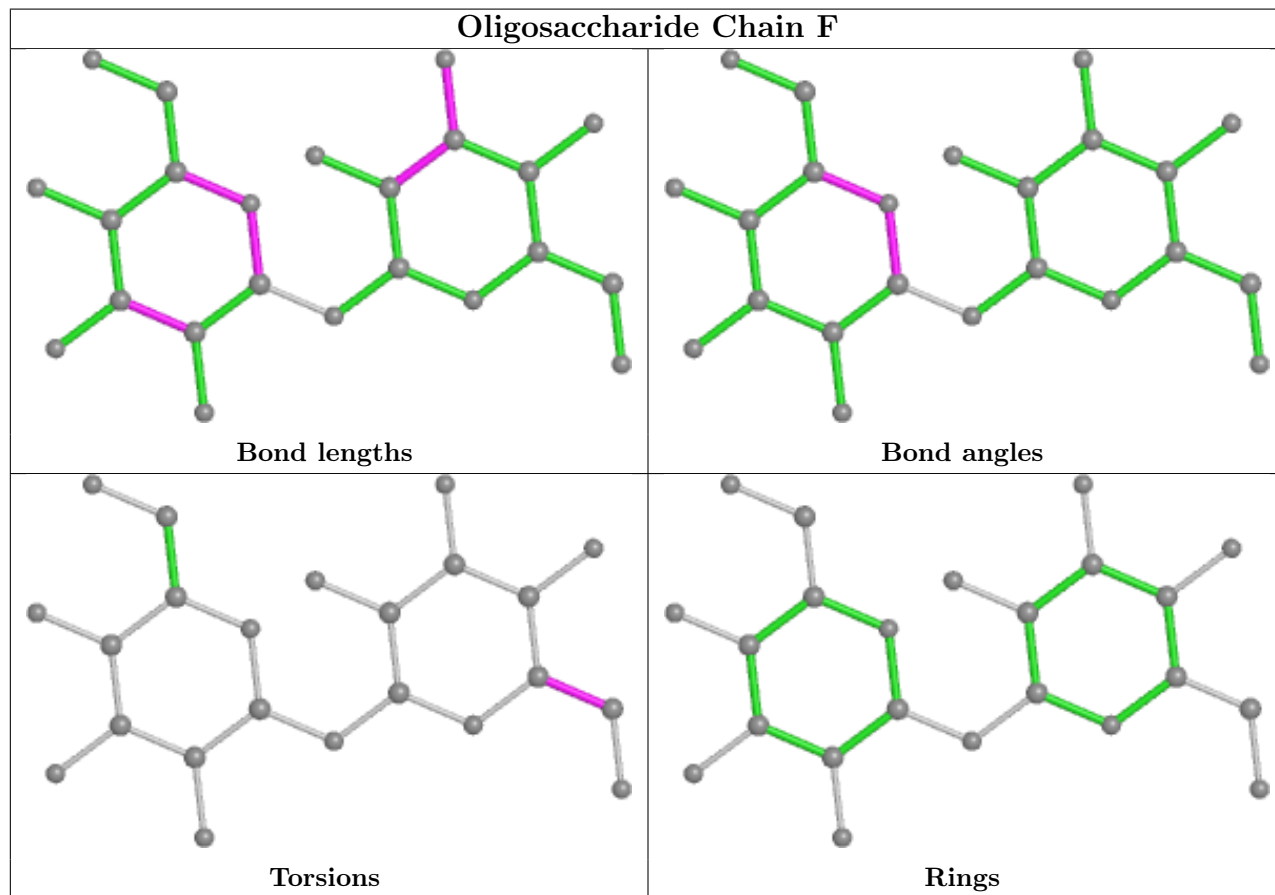 Oligosaccharide Chain F
Bond lengths
Bond angles
Torsions
Rings